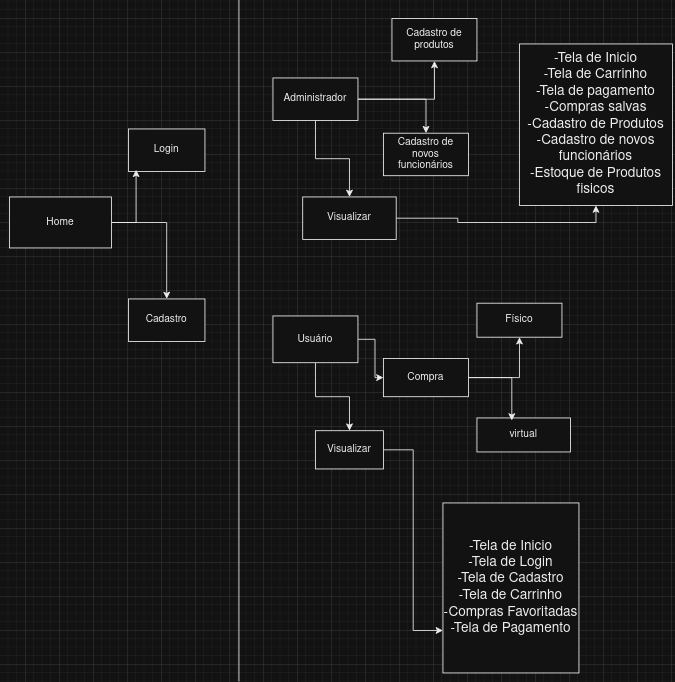 Cadastro de
produtos
-Tela de Inicio
-Tela de Carrinho
-Tela de pagamento
-Compras salvas
-Cadastro de Produtos
-Cadastro de novos
funcionários
-Estoque de Produtos
fisicos
Administrador
Login
Cadastro de
novos
funcionários
Home
Visualizar
Cadastro
Físico
Usuário
Compra
virtual
Visualizar
-Tela de Inicio
-Tela de Login
-Tela de Cadastro
-Tela de Carrinho
-Compras Favoritadas
-Tela de Pagamento